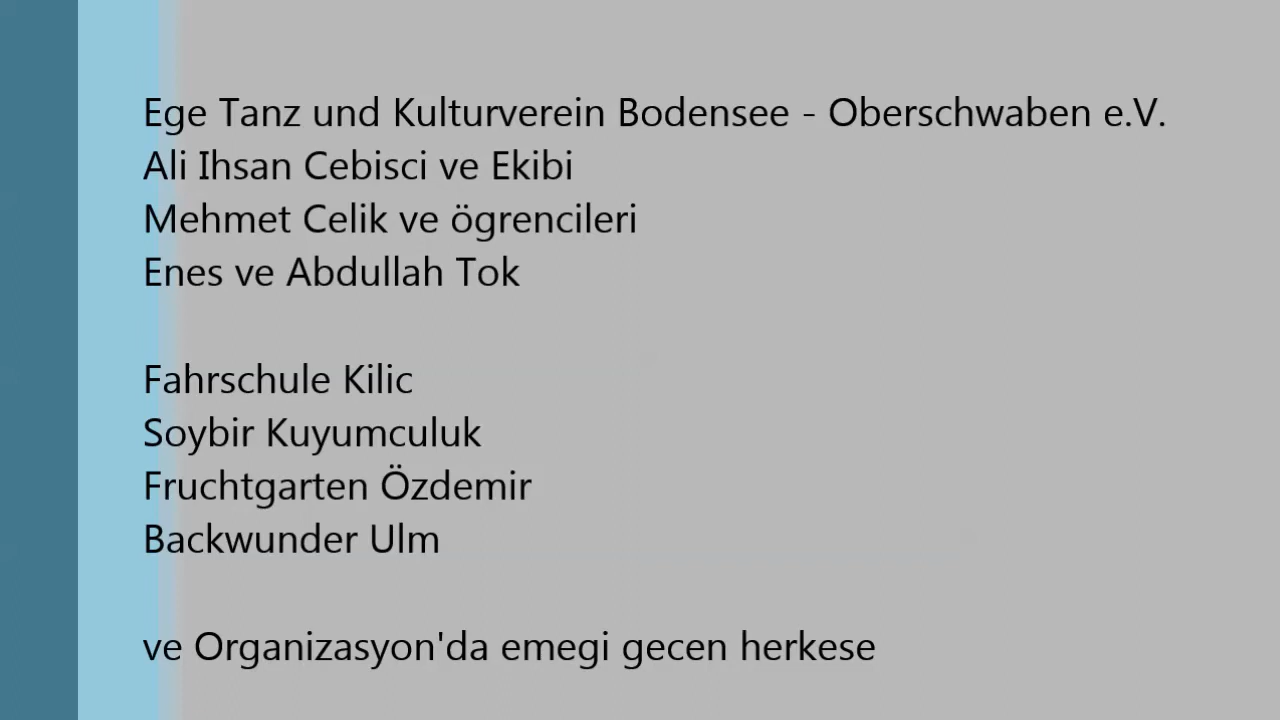 Ege Tanz und Kulturverein Bodensee - Oberschwaben e.V.
Ali Ihsan Cebisci ve Ekibi
Mehmet Celik ve ögrencileri
Enes ve Abdullah Tok
Fahrschule Kilic
Soybir Kuyumculuk
Fruchtgarten Özdemir
Backwunder Ulm
ve Organizasyon'da emegi gecen herkese